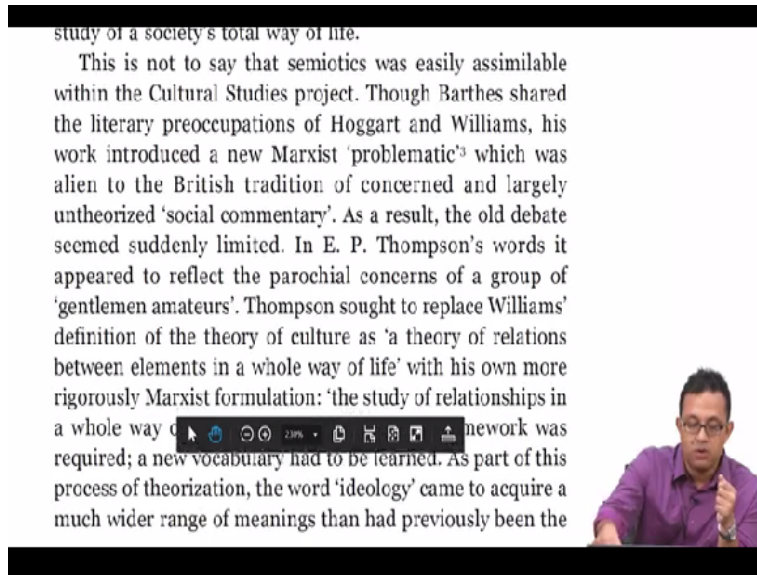 study of a society's total way of life.
This is not to say that semiotics was easily assimilable
within the Cultural Studies project. Though Barthes shared
the literary preoccupations of Hoggart and Williams, his
work introduced a new Marxist 'problematic'³ which was
alien to the British tradition of concerned and largely
untheorized 'social commentary'. As a result, the old debate
seemed suddenly limited. In E. P. Thompson's words it
appeared to reflect the parochial concerns of a group of
'gentlemen amateurs'. Thompson sought to replace Williams'
definition of the theory of culture as 'a theory of relations
between elements in a whole way of life' with his own more
rigorously Marxist formulation: 'the study of relationships in
a whole way was
required; a new vocabulary had to be learned. As part of this
process of theorization, the word 'ideology' came to acquire a
much wider range of meanings than had previously been the